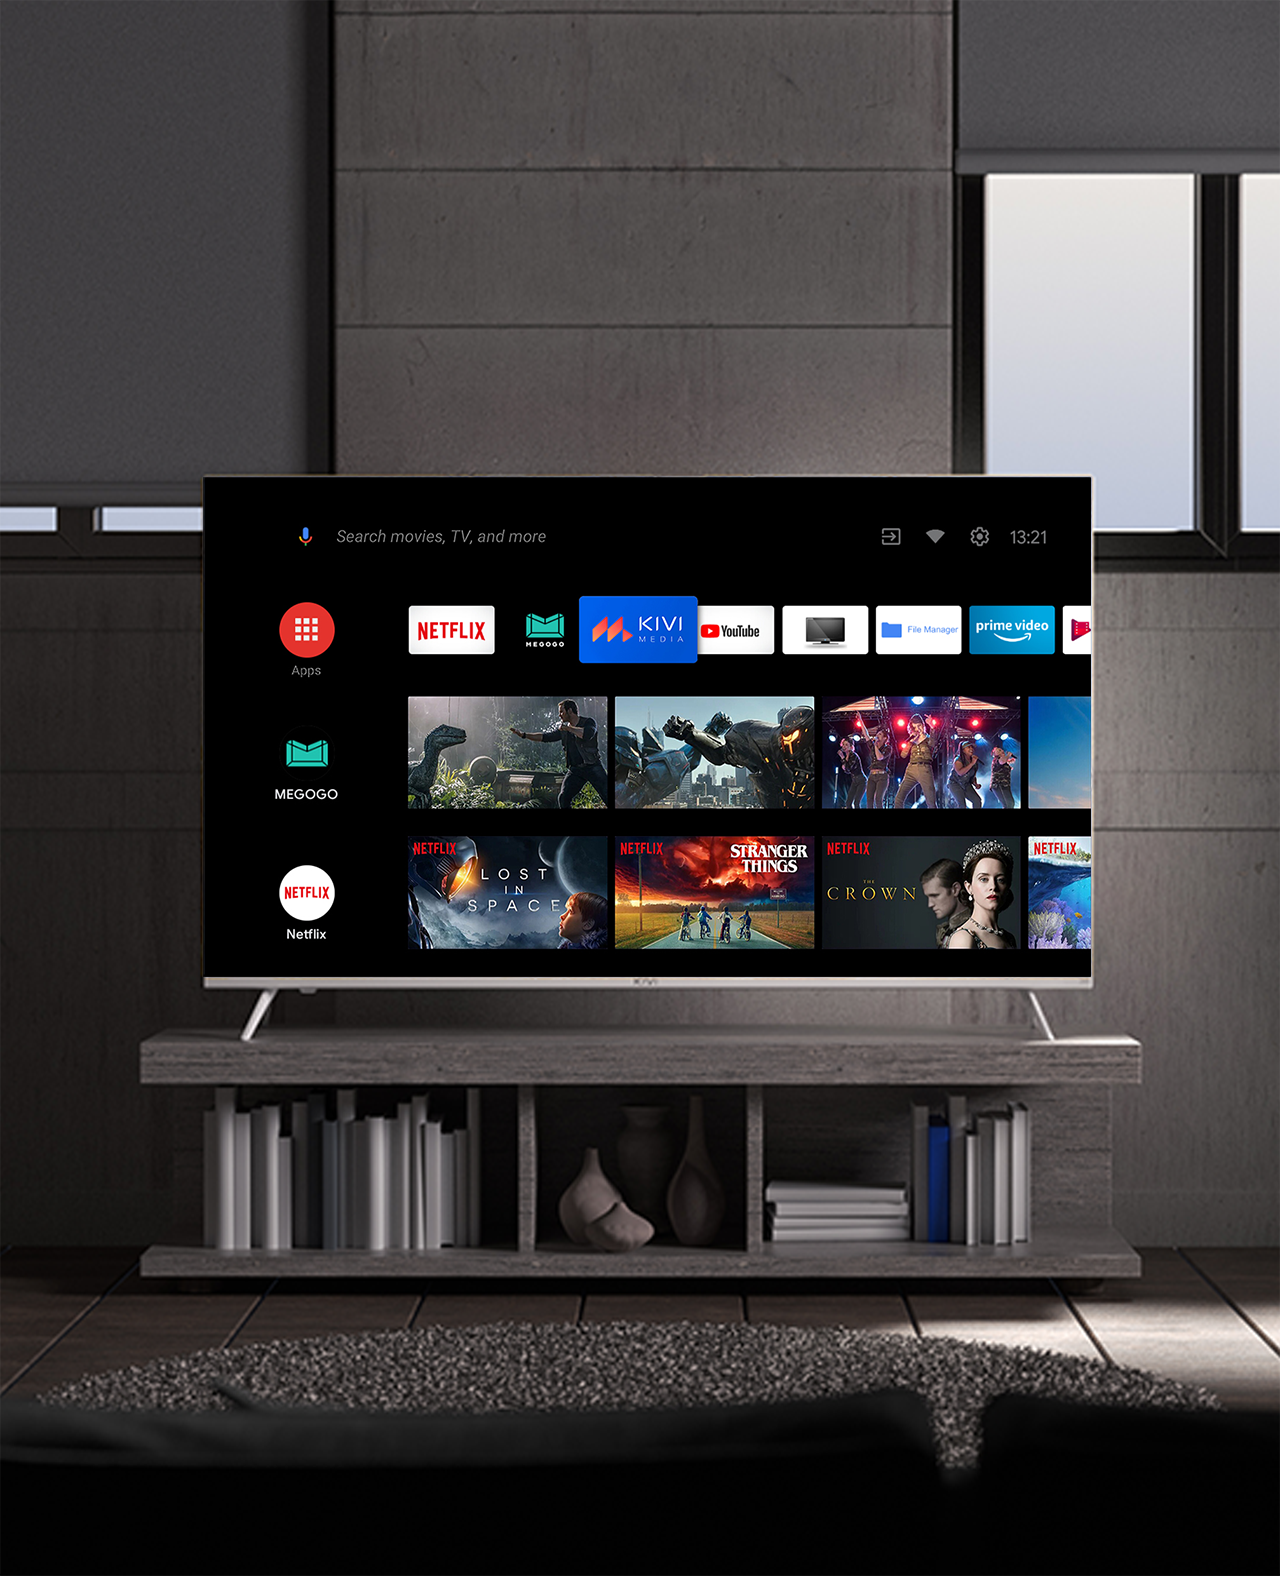 Search movies, TV, and more
13:21
Apps
NETFLIX
MEGOGO
KIVI
MEDIA
YouTube
File Manager
prime video
MEGOGO
NETFLIX
Netflix
NETFLIX
LOST
IN
SPACE
NETFLIX
STRANGER
THINGS
NETFLIX
THE
CROWN
NETFLIX
KIVI